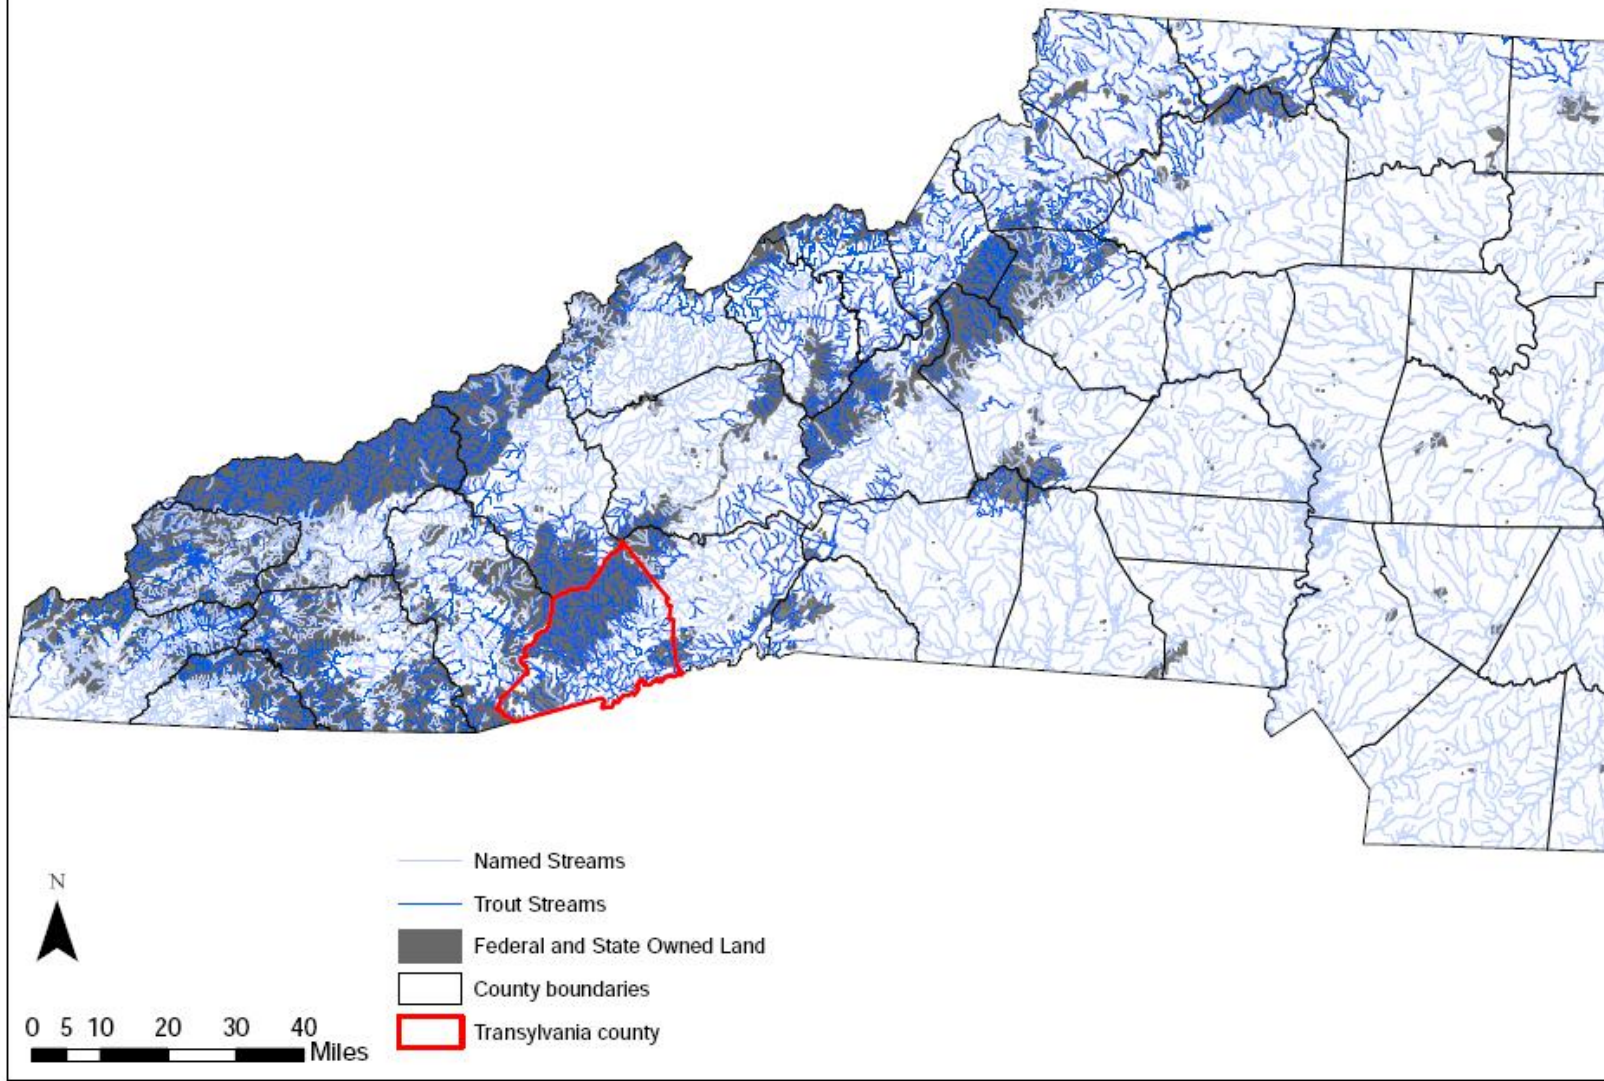 Named Streams
Trout Streams
Federal and State Owned Land
County boundaries
Transylvania county
N
0 5 10 20 30 40
Miles